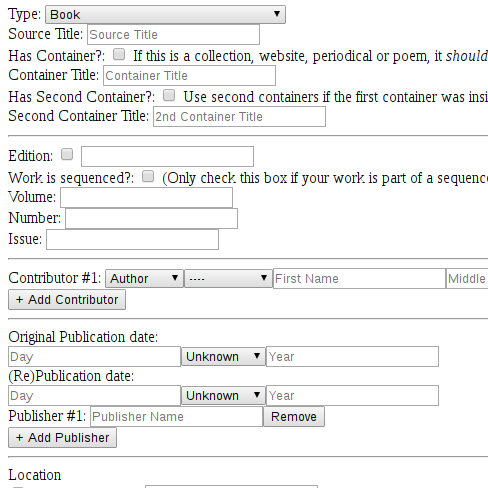 Type: Book
Source Title: Source Title
Has Container?: If this is a collection, website, periodical or poem, it should
Container Title: Container Title
Has Second Container?: Use second containers if the first container was insi
Second Container Title: 2nd Container Title
Edition:
Work is sequenced?: (Only check this box if your work is part of a sequenc
Volume:
Number:
Issue:
Contributor #1: Author ---- First Name Middle
+ Add Contributor
Original Publication date:
Day Unknown Year
(Re)Publication date:
Day Unknown Year
Publisher #1: Publisher Name Remove
+ Add Publisher
Location